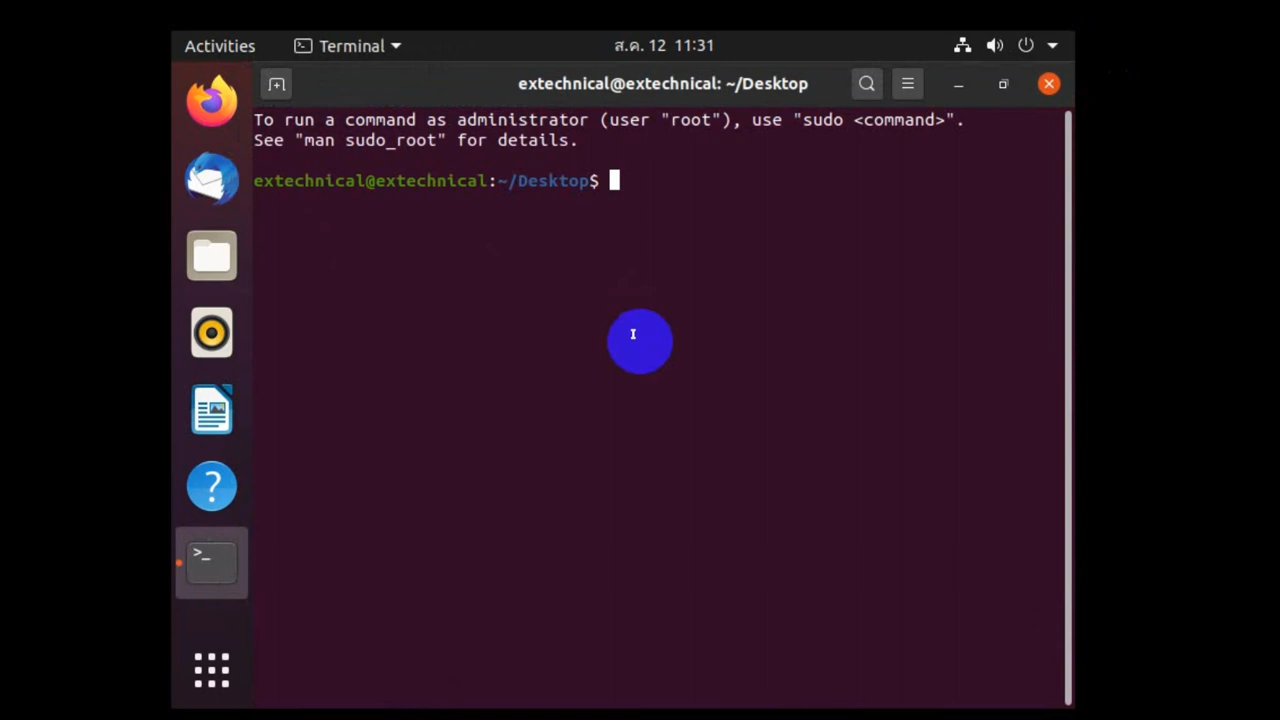 Activities Terminal ส.ค. 12 11:31
extechnical@extechnical: ~/Desktop
To run a command as administrator (user "root"), use "sudo <command>".
See "man sudo_root" for details.
extechnical@extechnical:~/Desktop$